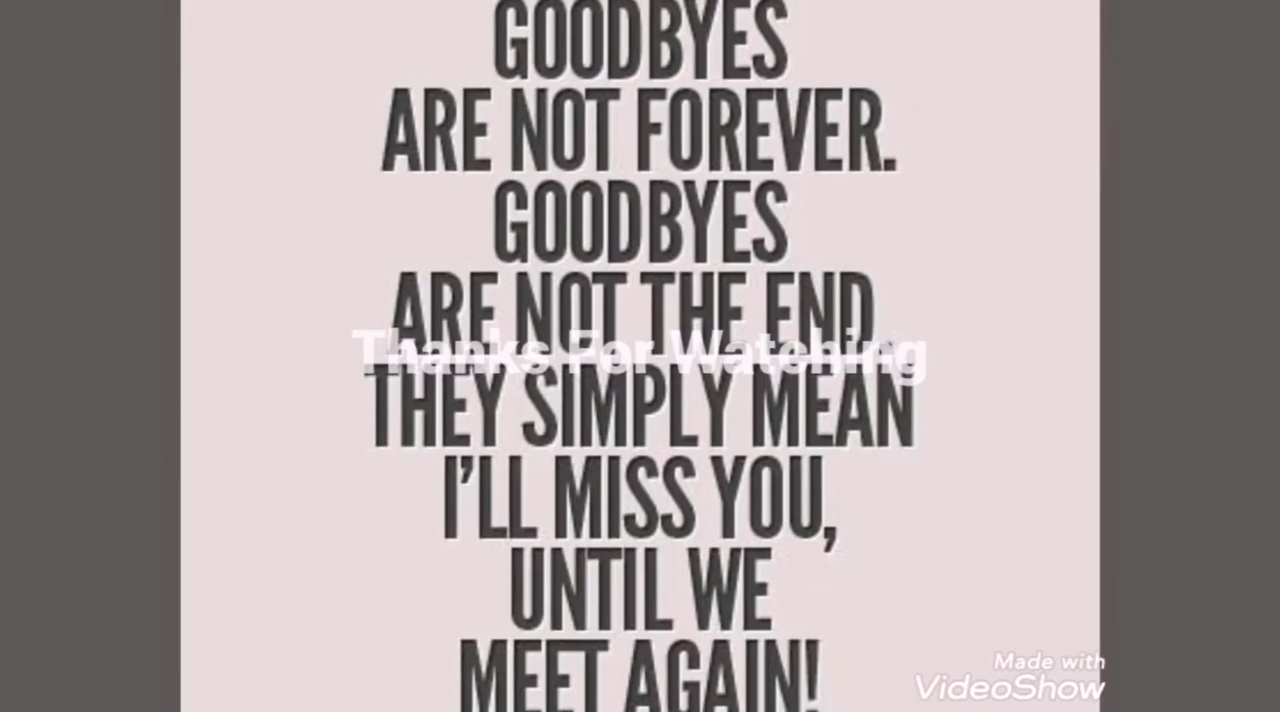 GOODBYES
ARE NOT FOREVER.
GOODBYES
ARE NOT THE END
Thanks For Watching
THEY SIMPLY MEAN
I'LL MISS YOU,
UNTIL WE
MEET AGAIN!
Made with
VideoShow